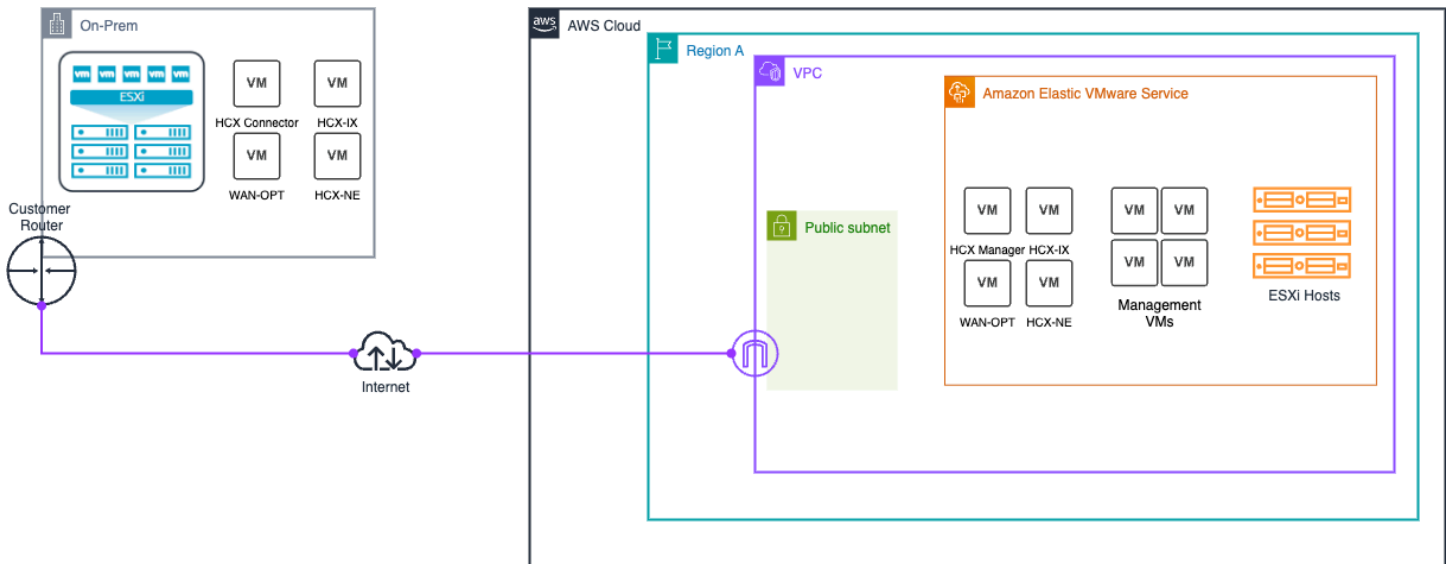 On-Prem
vm vm vm vm vm
ESXi
VM
VM
HCX Connector
HCX-IX
VM
VM
WAN-OPT
HCX-NE
Customer
Router
Internet
aws
AWS Cloud
Region A
VPC
Amazon Elastic VMware Service
Public subnet
VM
VM
HCX Manager
HCX-IX
VM
VM
WAN-OPT
HCX-NE
VM
VM
VM
VM
Management
VMs
ESXi Hosts